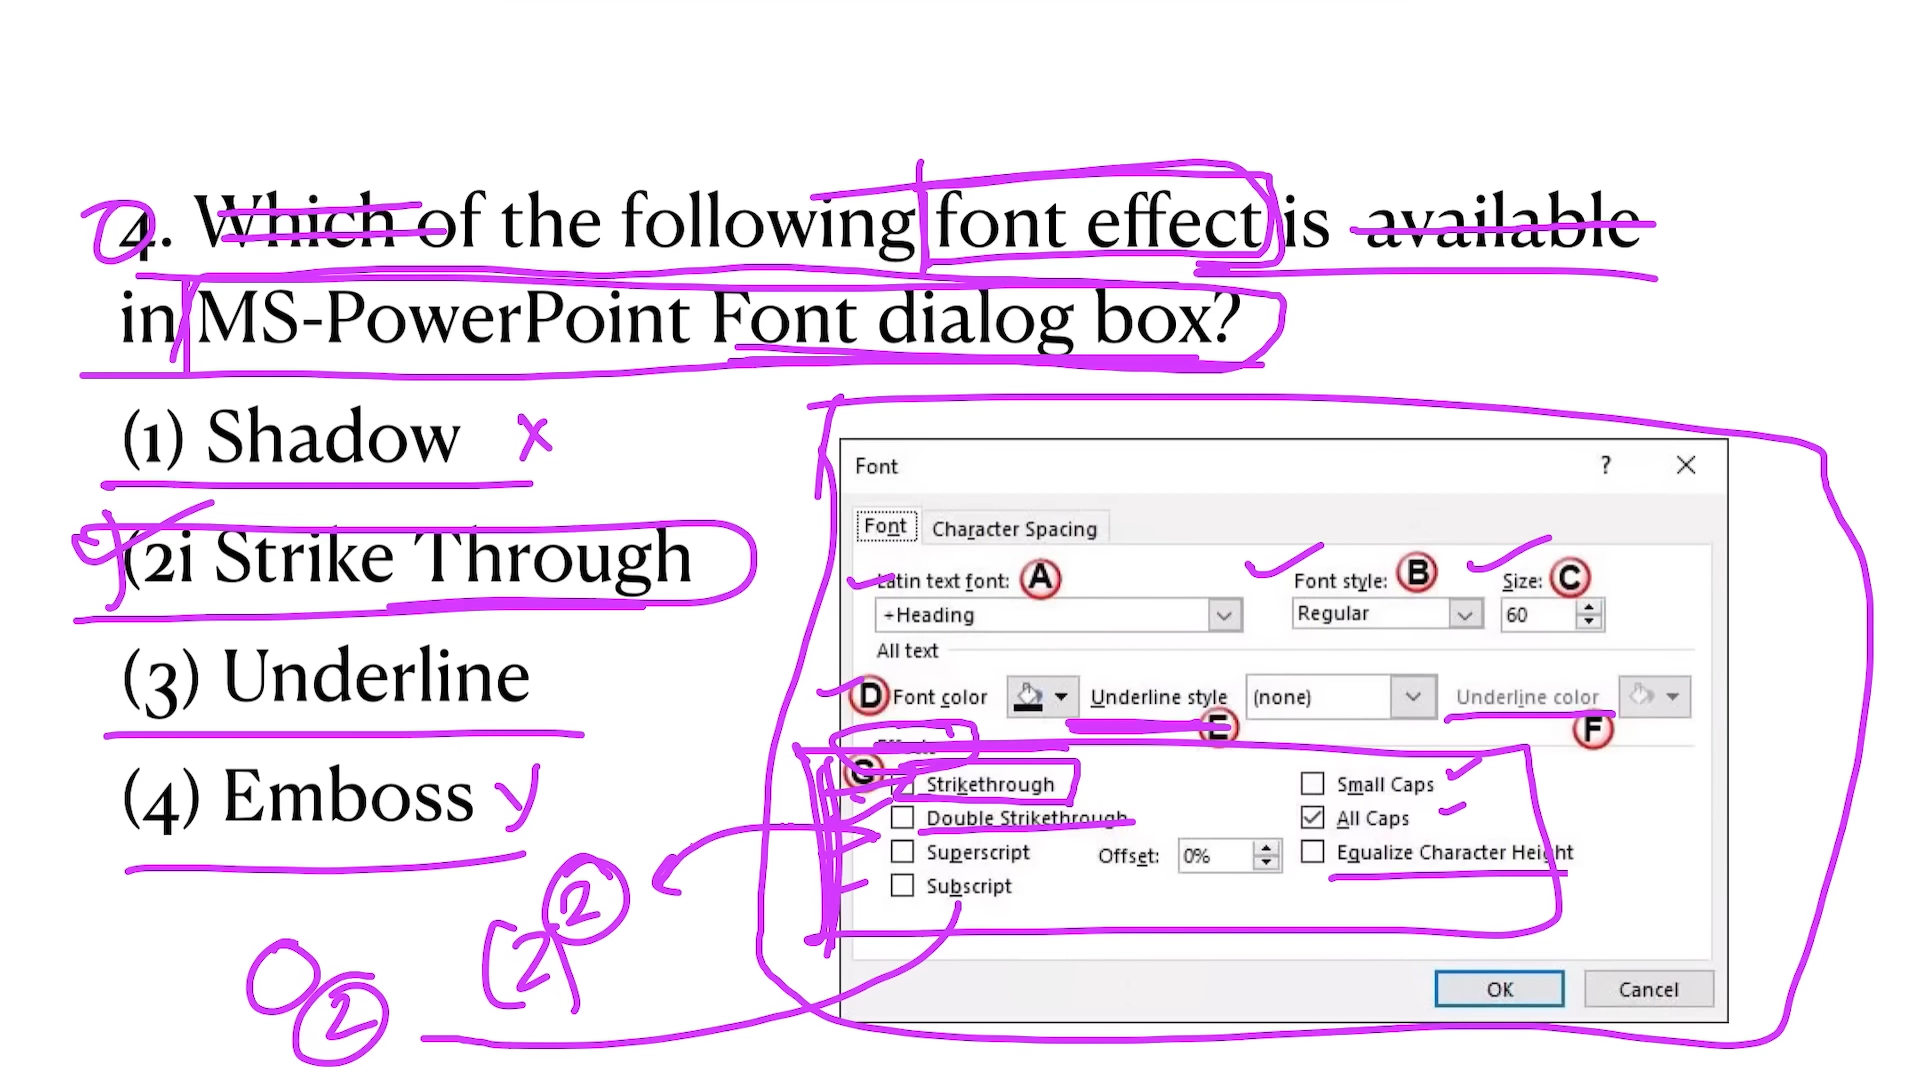 4. Which of the following font effect is available
in MS-PowerPoint Font dialog box?
(1) Shadow x
(2i Strike Through
(3) Underline
(4) Emboss
Font ?
Font Character Spacing
Latin text font: A Font style: B Size: C
+Heading Regular 60
All text
D Font color Underline style (none) Underline color
E F
G Strikethrough Small Caps
Double Strikethrough All Caps
Superscript Offset: 0% Equalize Character Height
Subscript
2
2
2
OK Cancel